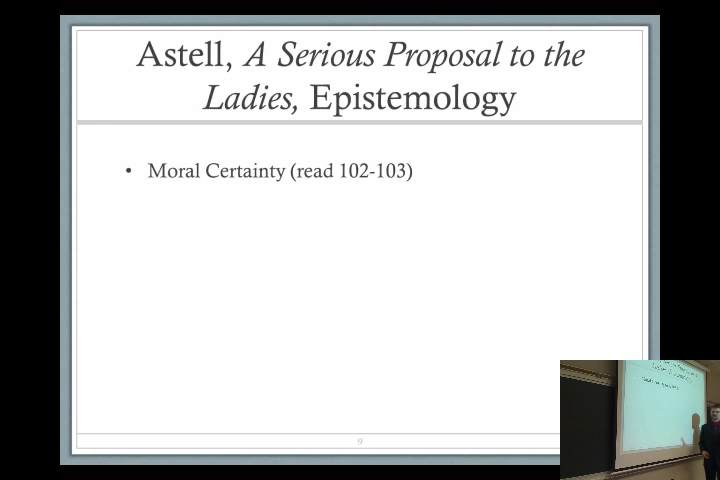 Astell, A Serious Proposal to the
Ladies, Epistemology
• Moral Certainty (read 102-103)
9